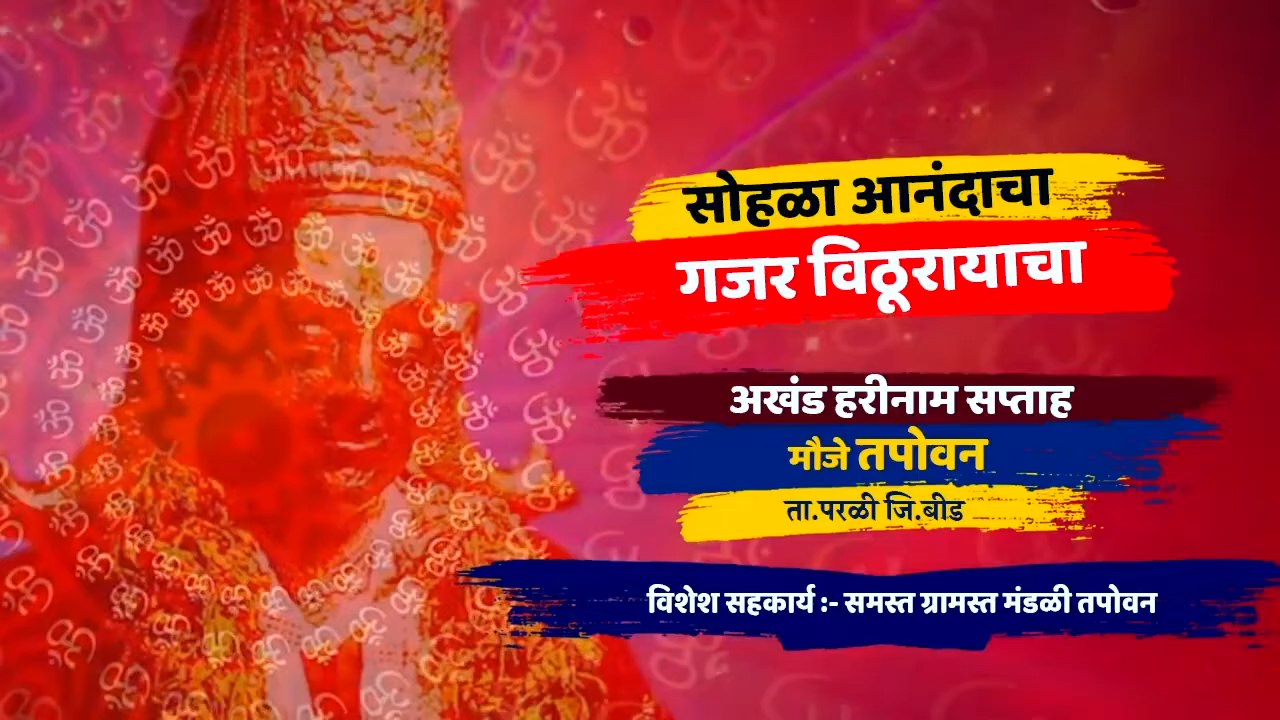 सोहळा आनंदाचा
गजर विठूरायाचा
अखंड हरीनाम सप्ताह
मौजे तपोवन
ता.परळी जि.बीड
विशेश सहकार्य :- समस्त ग्रामस्त मंडळी तपोवन